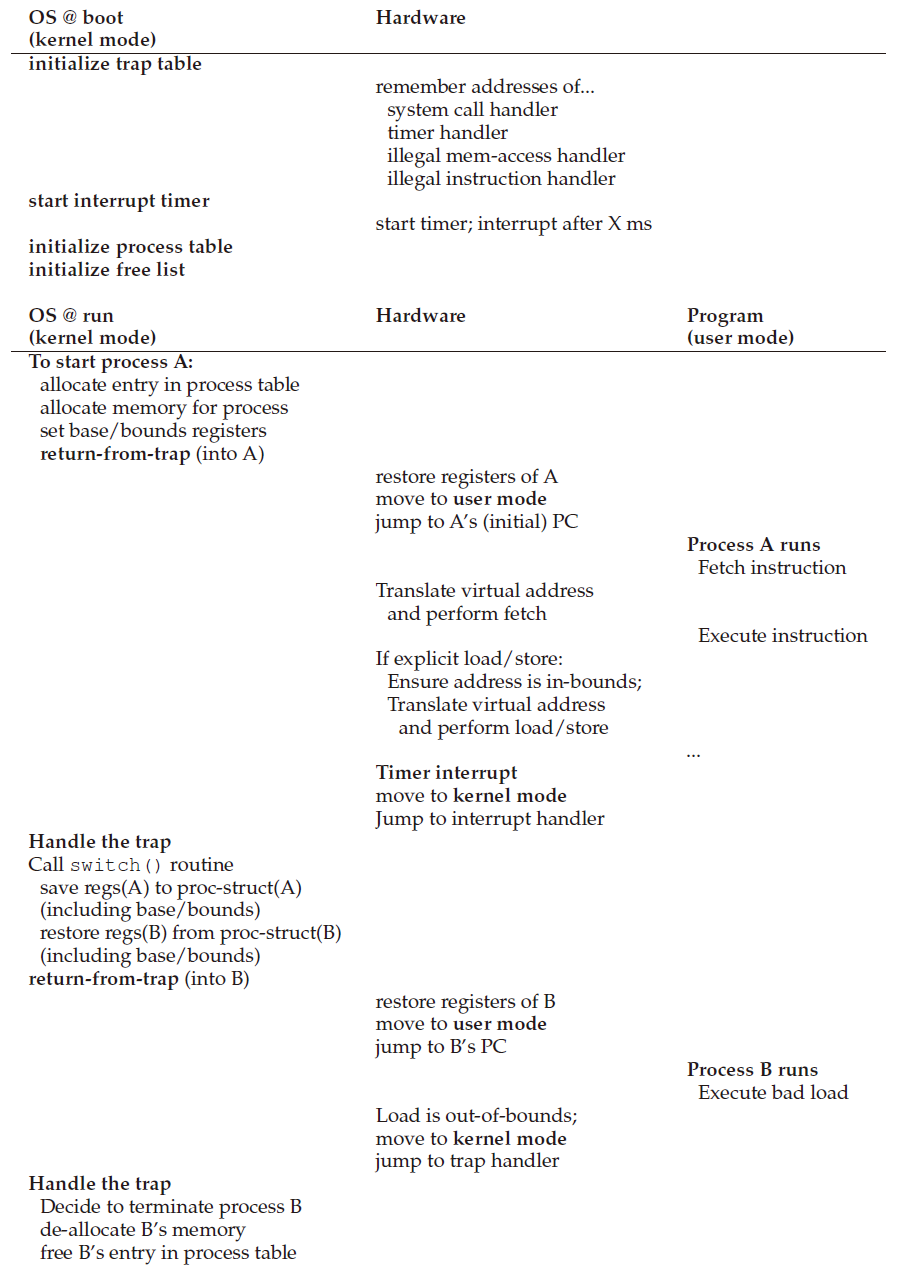 OS @ boot Hardware
(kernel mode)
initialize trap table
remember addresses of...
system call handler
timer handler
illegal mem-access handler
illegal instruction handler
start interrupt timer
start timer; interrupt after X ms
initialize process table
initialize free list
OS @ run Hardware Program
(kernel mode) (user mode)
To start process A:
allocate entry in process table
allocate memory for process
set base/bounds registers
return-from-trap (into A)
restore registers of A
move to user mode
jump to A's (initial) PC
Process A runs
Fetch instruction
Translate virtual address
and perform fetch
Execute instruction
If explicit load/store:
Ensure address is in-bounds;
Translate virtual address
and perform load/store
...
Timer interrupt
move to kernel mode
Jump to interrupt handler
Handle the trap
Call switch() routine
save regs(A) to proc-struct(A)
(including base/bounds)
restore regs(B) from proc-struct(B)
(including base/bounds)
return-from-trap (into B)
restore registers of B
move to user mode
jump to B's PC
Process B runs
Execute bad load
Load is out-of-bounds;
move to kernel mode
jump to trap handler
Handle the trap
Decide to terminate process B
de-allocate B's memory
free B's entry in process table